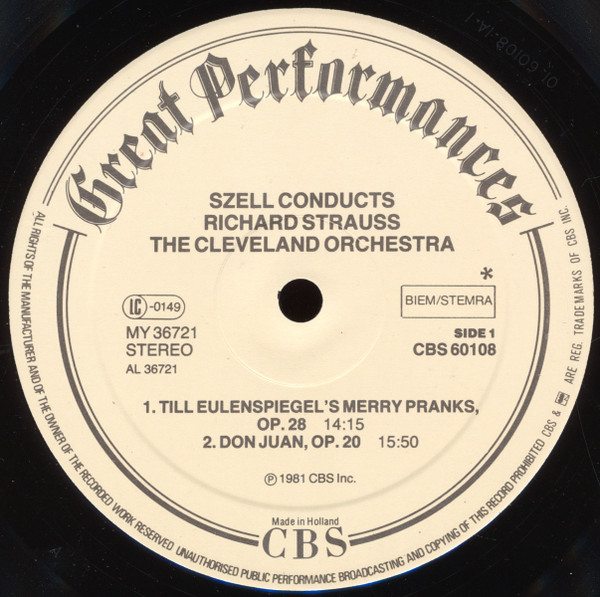 Great Performances
SZELL CONDUCTS
RICHARD STRAUSS
THE CLEVELAND ORCHESTRA
LC -0149
*
BIEM/STEMRA
MY 36721
STEREO
AL 36721
SIDE 1
CBS 60108
1. TILL EULENSPIEGEL'S MERRY PRANKS,
OP. 28 14:15
2. DON JUAN, OP. 20 15:50
℗ 1981 CBS Inc.
Made in Holland
CBS
ALL RIGHTS OF THE MANUFACTURER AND OF THE OWNER OF THE RECORDED WORK RESERVED UNAUTHORISED PUBLIC PERFORMANCE BROADCASTING AND COPYING OF THIS RECORD PROHIBITED CBS & ARE REG. TRADEMARKS OF CBS INC.